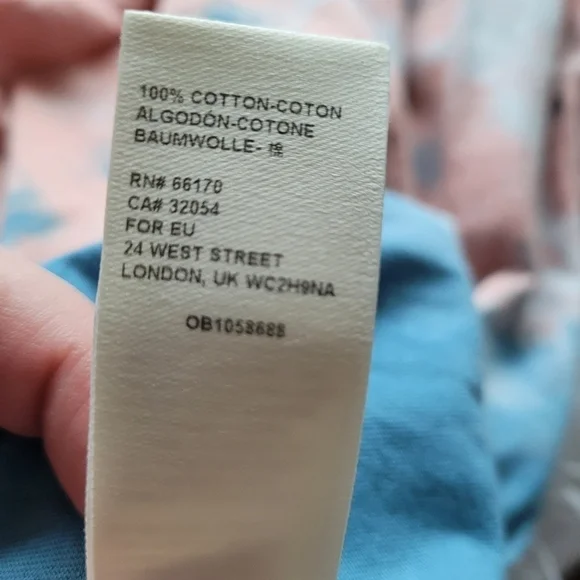 100% COTTON-COTON
ALGODÓN-COTONE
BAUMWOLLE- 棉
RN# 66170
CA# 32054
FOR EU
24 WEST STREET
LONDON, UK WC2H9NA
OB1058688